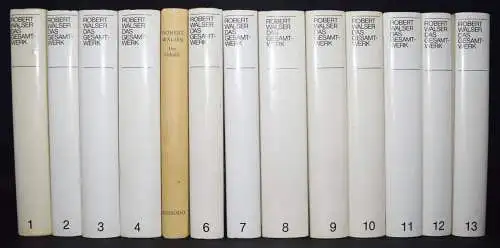 ROBERT
WALSER
DAS
GESAMT-
WERK
1
ROBERT
WALSER
DAS
GESAMT-
WERK
2
ROBERT
WALSER
DAS
GESAMT-
WERK
3
ROBERT
WALSER
DAS
GESAMT-
WERK
4
ROBERT
WALSER
Der
ROBERT
WALSER
DAS
GESAMT-
WERK
6
ROBERT
WALSER
DAS
GESAMT-
WERK
7
ROBERT
WALSER
DAS
GESAMT-
WERK
8
ROBERT
WALSER
DAS
GESAMT-
WERK
9
ROBERT
WALSER
DAS
GESAMT-
WERK
10
ROBERT
WALSER
DAS
GESAMT-
WERK
11
ROBERT
WALSER
DAS
GESAMT-
WERK
12
ROBERT
WALSER
DAS
GESAMT-
WERK
13